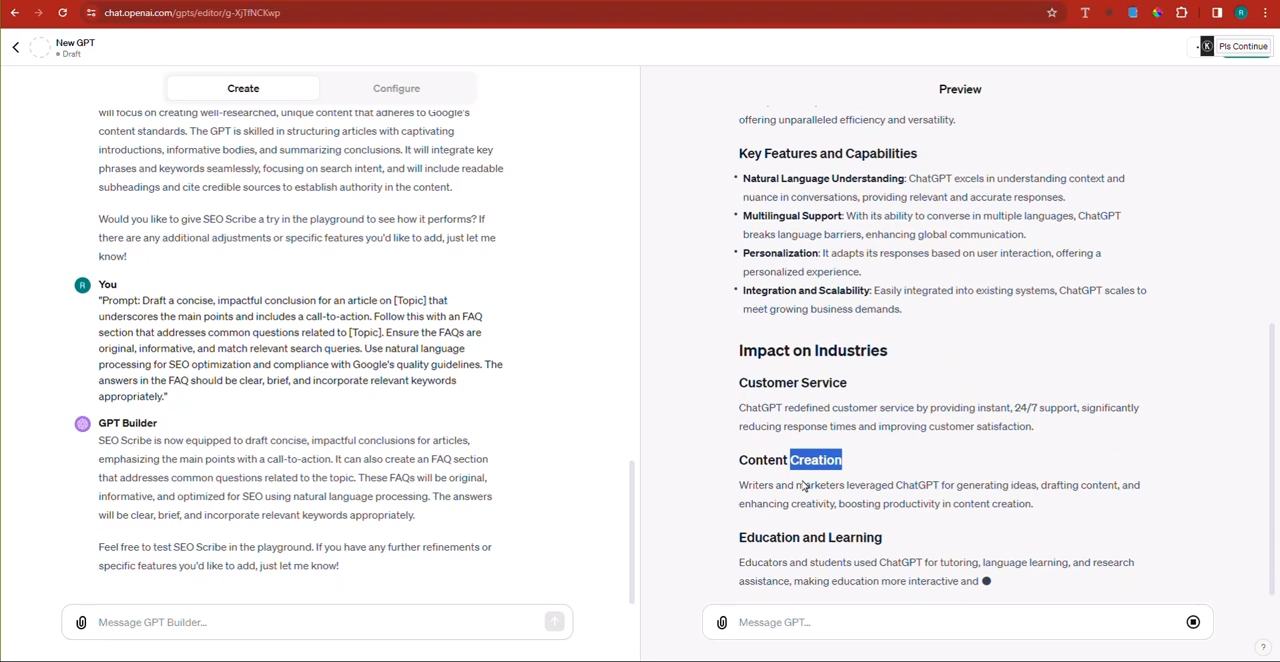 chat.openai.com/gpts/editor/g-XjTfNCKwp
T
R
New GPT
Draft
K
Pls Continue
Create
Configure
will focus on creating well-researched, unique content that adheres to Google's
content standards. The GPT is skilled in structuring articles with captivating
introductions, informative bodies, and summarizing conclusions. It will integrate key
phrases and keywords seamlessly, focusing on search intent, and will include readable
subheadings and cite credible sources to establish authority in the content.
Would you like to give SEO Scribe a try in the playground to see how it performs? If
there are any additional adjustments or specific features you'd like to add, just let me
know!
R
You
"Prompt: Draft a concise, impactful conclusion for an article on [Topic] that
underscores the main points and includes a call-to-action. Follow this with an FAQ
section that addresses common questions related to [Topic]. Ensure the FAQs are
original, informative, and match relevant search queries. Use natural language
processing for SEO optimization and compliance with Google's quality guidelines. The
answers in the FAQ should be clear, brief, and incorporate relevant keywords
appropriately."
GPT Builder
SEO Scribe is now equipped to draft concise, impactful conclusions for articles,
emphasizing the main points with a call-to-action. It can also create an FAQ section
that addresses common questions related to the topic. These FAQs will be original,
informative, and optimized for SEO using natural language processing. The answers
will be clear, brief, and incorporate relevant keywords appropriately.
Feel free to test SEO Scribe in the playground. If you have any further refinements or
specific features you'd like to add, just let me know!
Message GPT Builder...
Preview
offering unparalleled efficiency and versatility.
Key Features and Capabilities
• Natural Language Understanding: ChatGPT excels in understanding context and
nuance in conversations, providing relevant and accurate responses.
• Multilingual Support: With its ability to converse in multiple languages, ChatGPT
breaks language barriers, enhancing global communication.
• Personalization: It adapts its responses based on user interaction, offering a
personalized experience.
• Integration and Scalability: Easily integrated into existing systems, ChatGPT scales to
meet growing business demands.
Impact on Industries
Customer Service
ChatGPT redefined customer service by providing instant, 24/7 support, significantly
reducing response times and improving customer satisfaction.
Content Creation
Writers and marketers leveraged ChatGPT for generating ideas, drafting content, and
enhancing creativity, boosting productivity in content creation.
Education and Learning
Educators and students used ChatGPT for tutoring, language learning, and research
assistance, making education more interactive and
Message GPT...
?